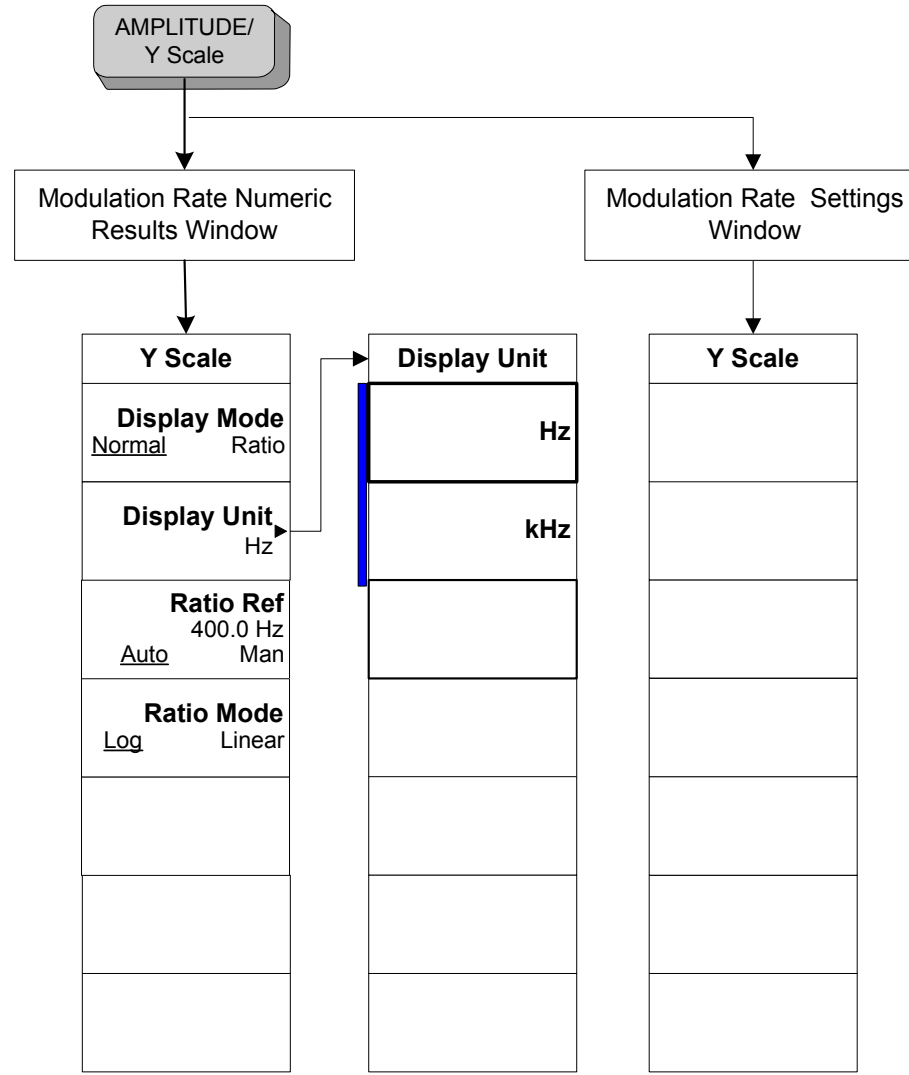 AMPLITUDE/
Y Scale
Modulation Rate Numeric
Results Window
Modulation Rate Settings
Window
Y Scale
Display Mode
Normal Ratio
Display Unit
Hz
Ratio Ref
400.0 Hz
Auto Man
Ratio Mode
Log Linear
Display Unit
Hz
kHz
Y Scale